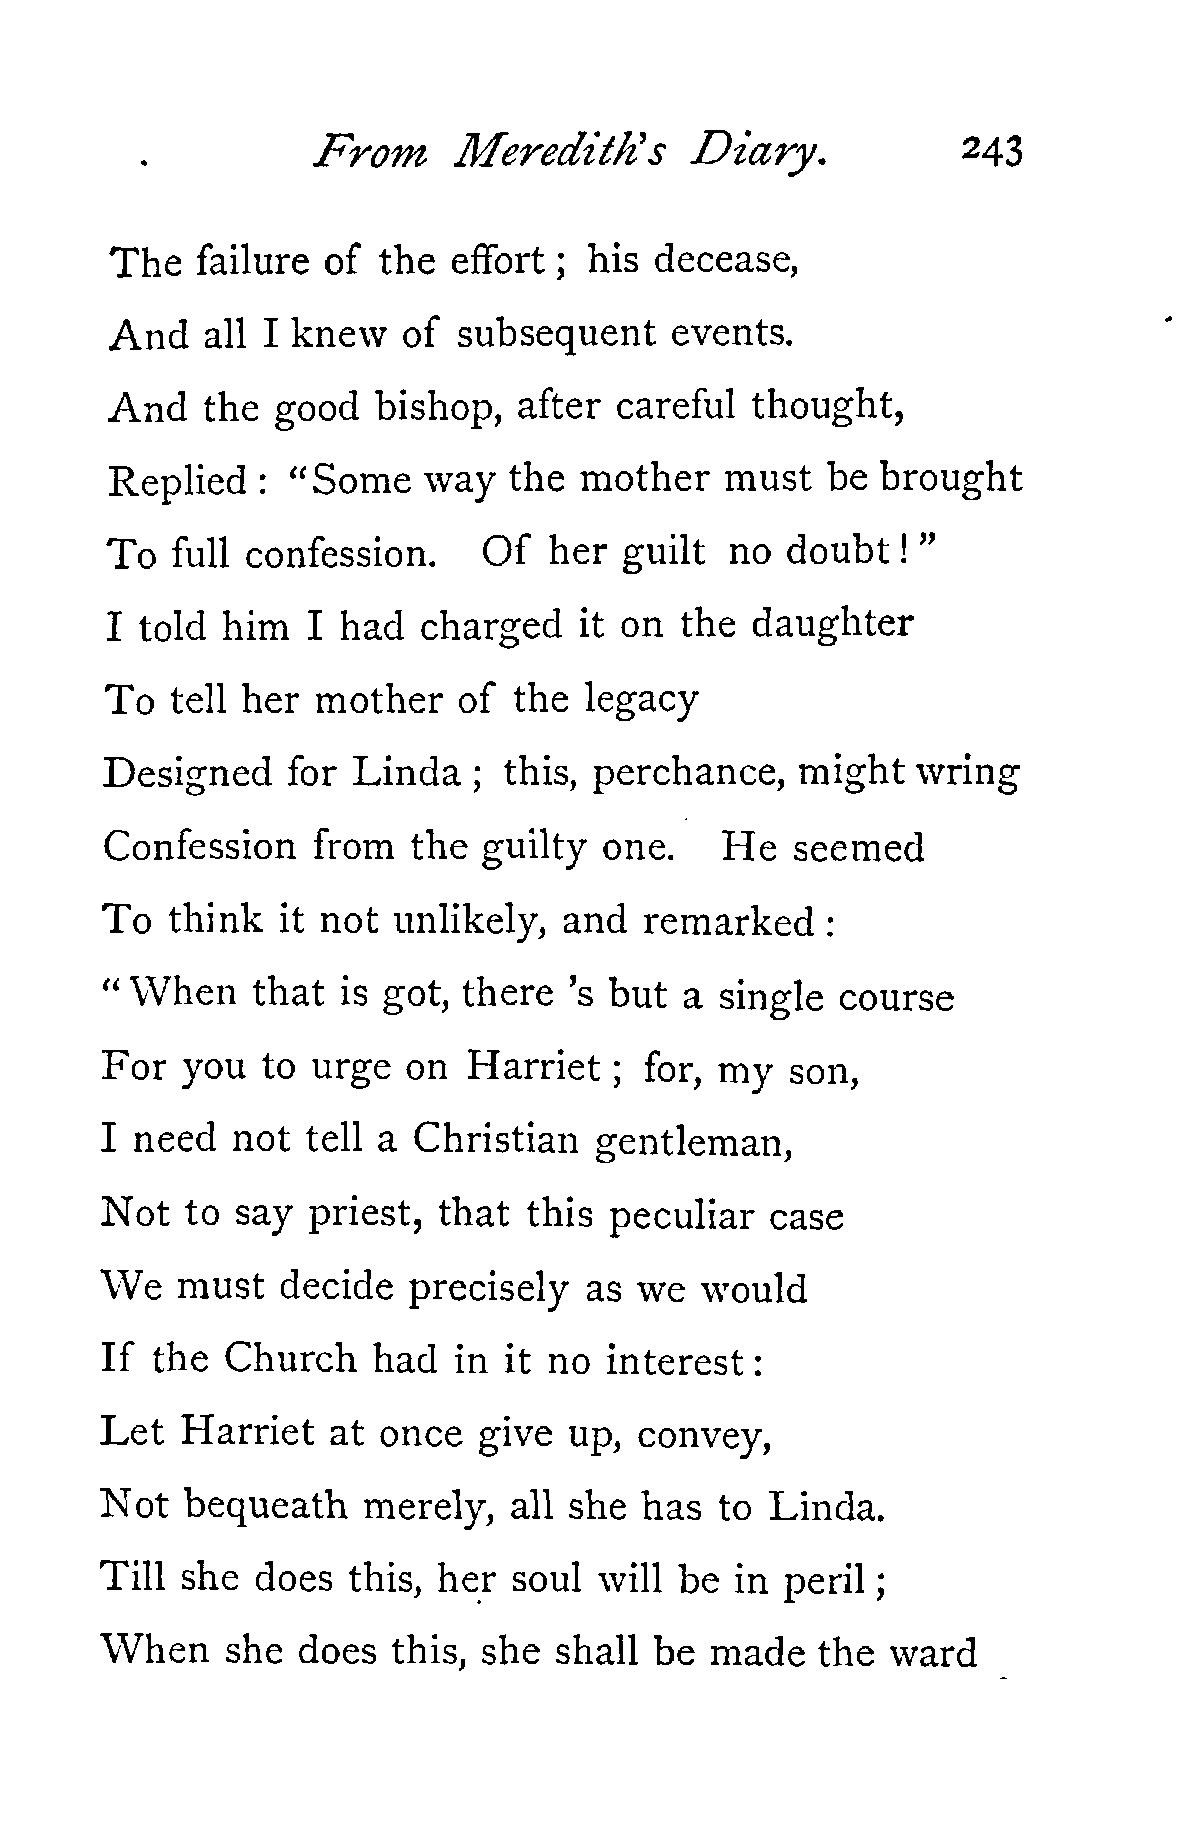 From Meredith's Diary. 243
The failure of the effort ; his decease,
And all I knew of subsequent events.
And the good bishop, after careful thought,
Replied : "Some way the mother must be brought
To full confession. Of her guilt no doubt ! "
I told him I had charged it on the daughter
To tell her mother of the legacy
Designed for Linda ; this, perchance, might wring
Confession from the guilty one. He seemed
To think it not unlikely, and remarked :
" When that is got, there 's but a single course
For you to urge on Harriet ; for, my son,
I need not tell a Christian gentleman,
Not to say priest, that this peculiar case
We must decide precisely as we would
If the Church had in it no interest :
Let Harriet at once give up, convey,
Not bequeath merely, all she has to Linda.
Till she does this, her soul will be in peril ;
When she does this, she shall be made the ward